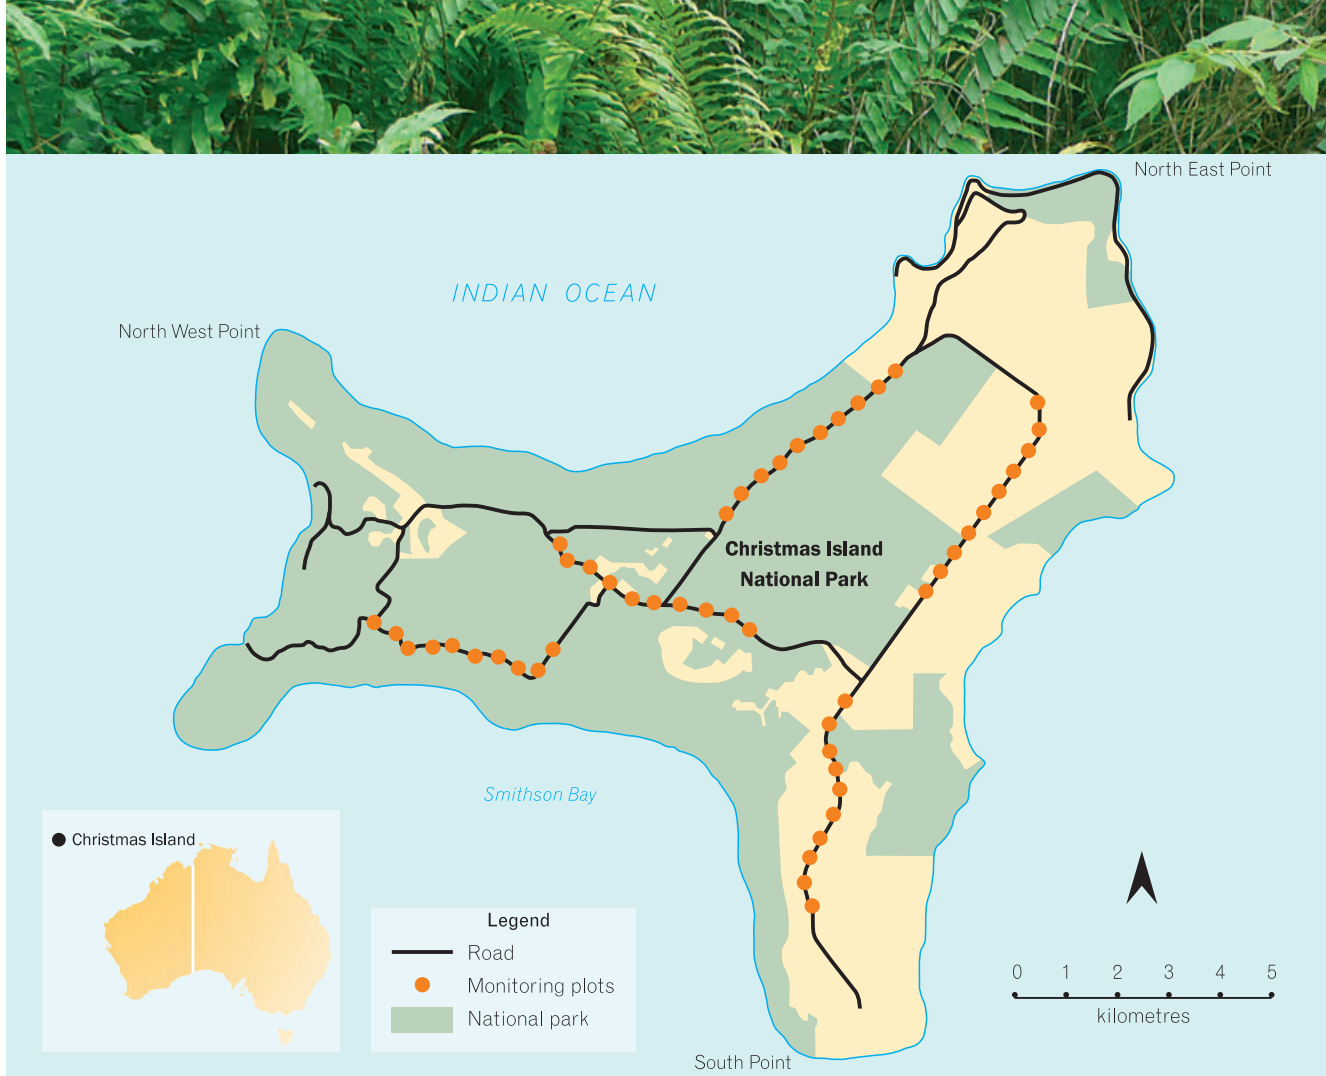 North East Point
INDIAN OCEAN
North West Point
Christmas Island
National Park
Smithson Bay
Christmas Island
Legend
Road
Monitoring plots
National park
0 1 2 3 4 5
kilometres
South Point